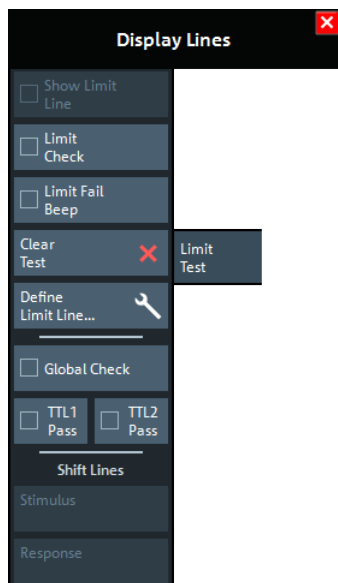 Display Lines
Show Limit
Line
Limit
Check
Limit Fail
Beep
Clear
Test
Limit
Test
Define
Limit Line...
Global Check
TTL1
Pass
TTL2
Pass
Shift Lines
Stimulus
Response